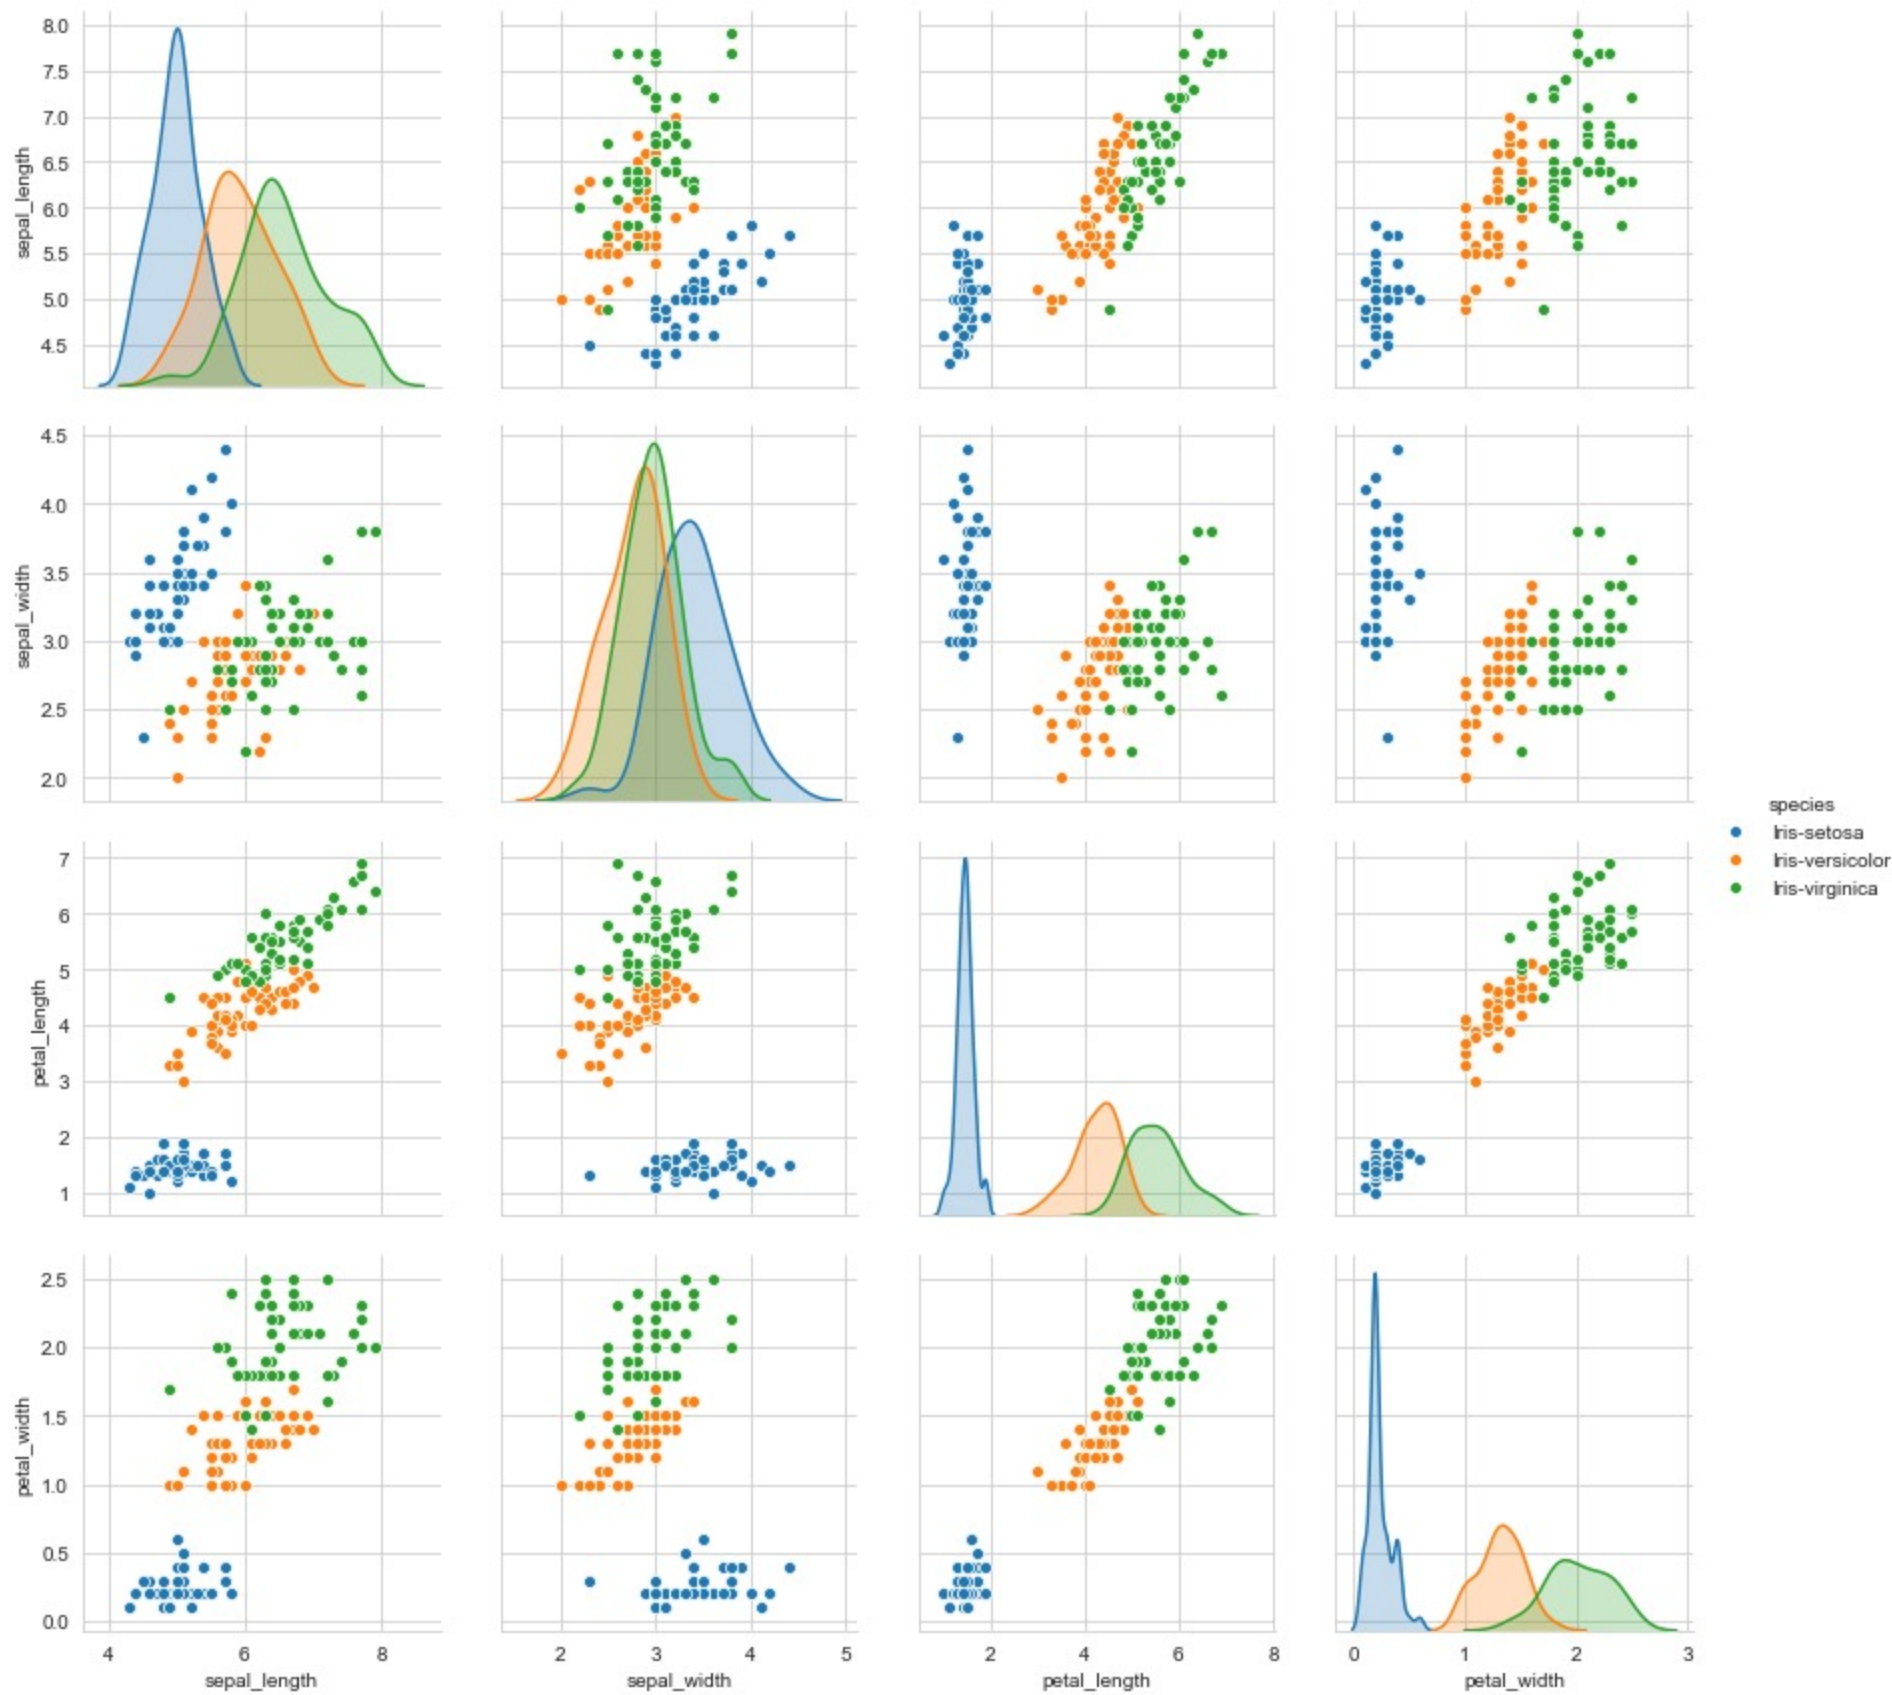 8.0
7.5
7.0
6.5
6.0
5.5
5.0
4.5
sepal_length
4.5
4.0
3.5
3.0
2.5
2.0
sepal_width
species
Iris-setosa
Iris-versicolor
Iris-virginica
7
6
5
4
3
2
1
petal_length
2.5
2.0
1.5
1.0
0.5
0.0
petal_width
4 6 8
sepal_length
2 3 4 5
sepal_width
2 4 6 8
petal_length
0 1 2 3
petal_width